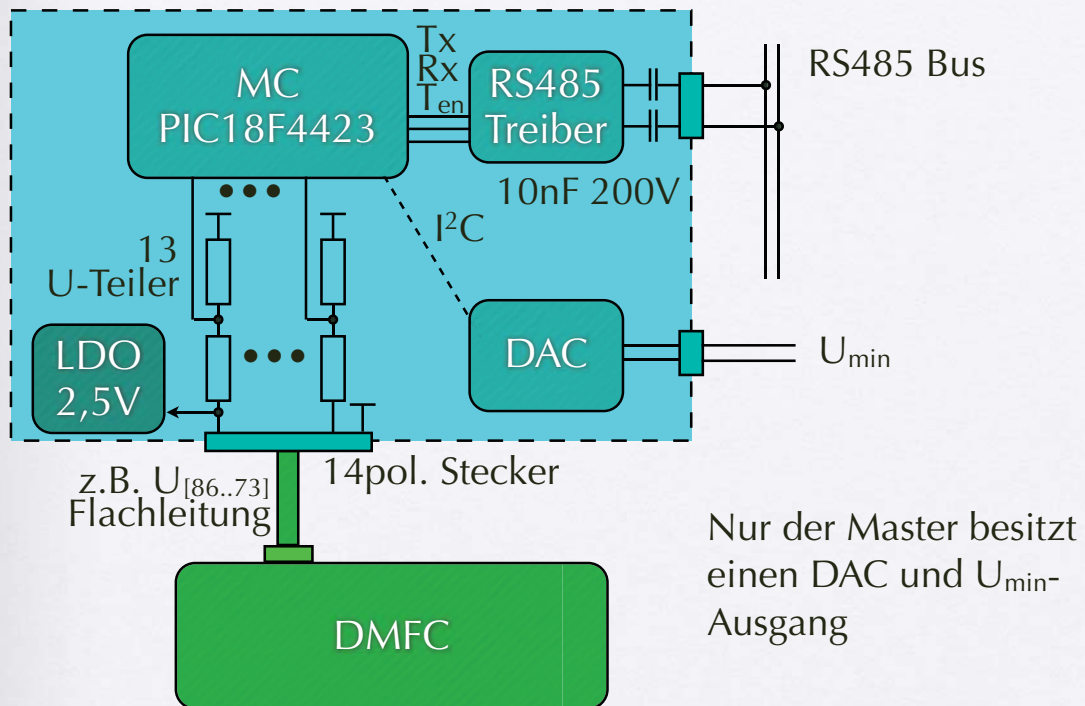 MC
PIC18F4423
Tx
Rx
Ten
RS485
Treiber
RS485 Bus
10nF 200V
I²C
13
U-Teiler
LDO
2,5V
DAC
Umin
z.B. U[86..73]
Flachleitung
14pol. Stecker
DMFC
Nur der Master besitzt
einen DAC und Umin-
Ausgang